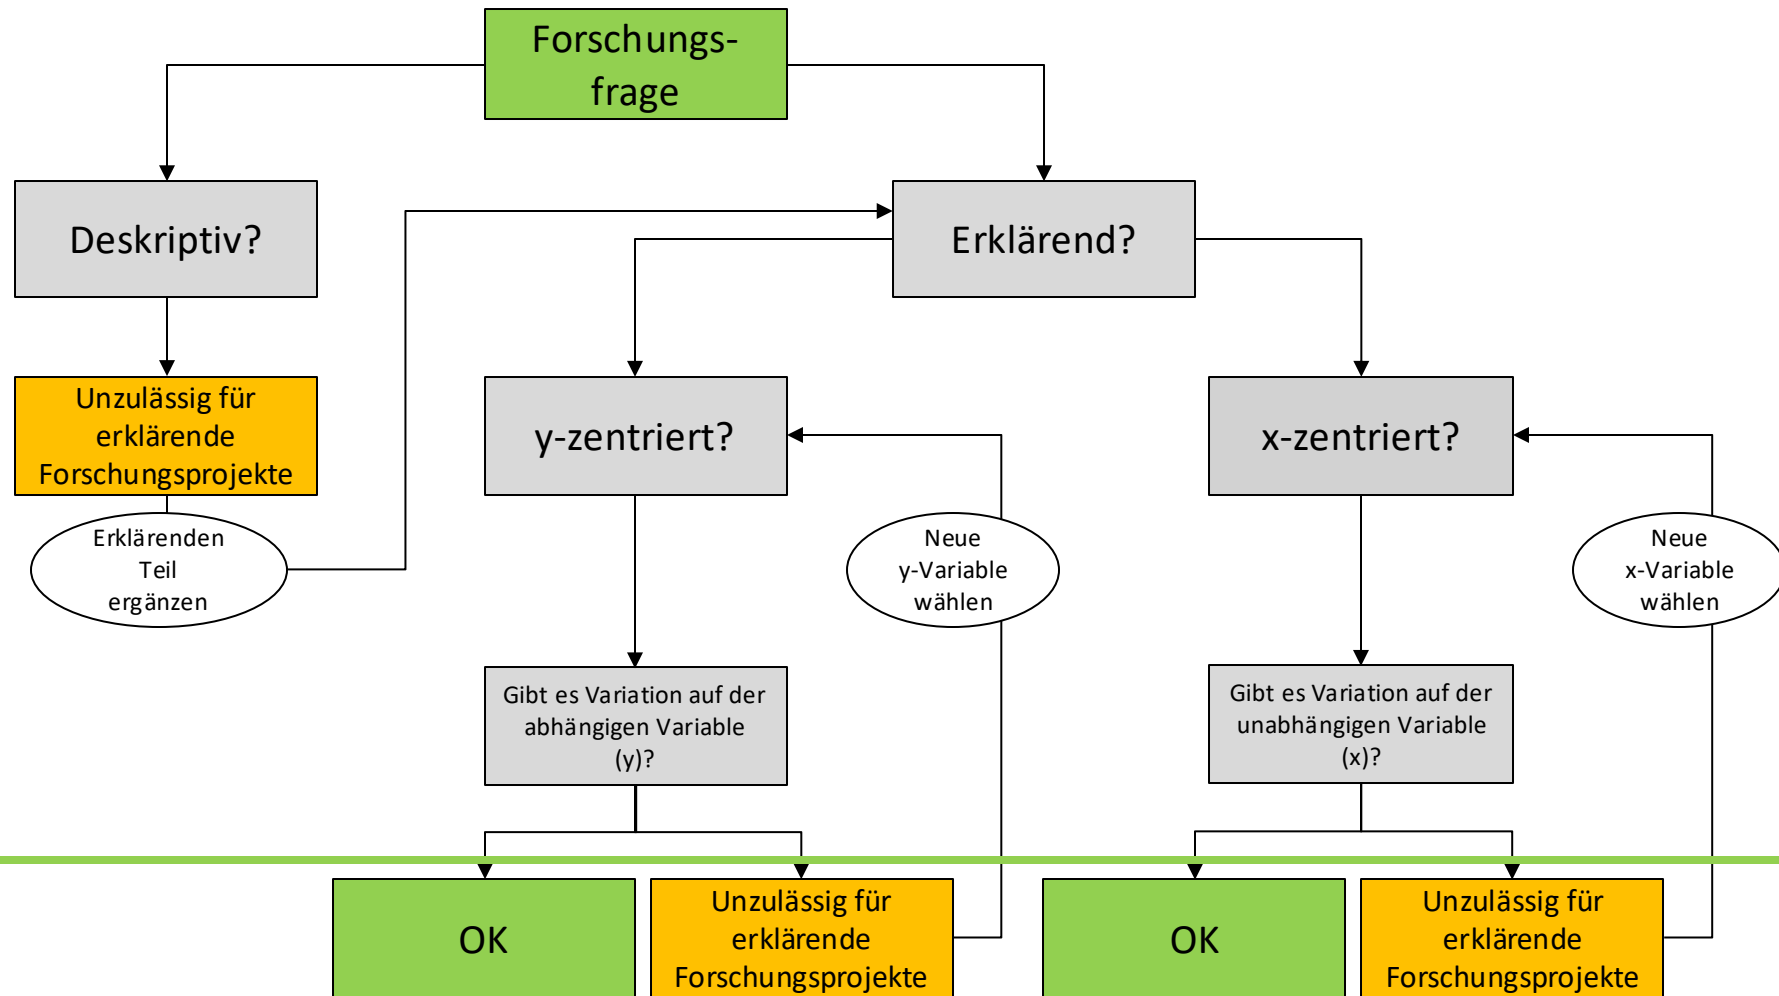 Forschungs-
frage
Deskriptiv?
Erklärend?
Unzulässig für
erklärende
Forschungsprojekte
y-zentriert?
x-zentriert?
Erklärenden
Teil
ergänzen
Neue
y-Variable
wählen
Neue
x-Variable
wählen
Gibt es Variation auf der
abhängigen Variable
(y)?
Gibt es Variation auf der
unabhängigen Variable
(x)?
OK
Unzulässig für
erklärende
Forschungsprojekte
OK
Unzulässig für
erklärende
Forschungsprojekte